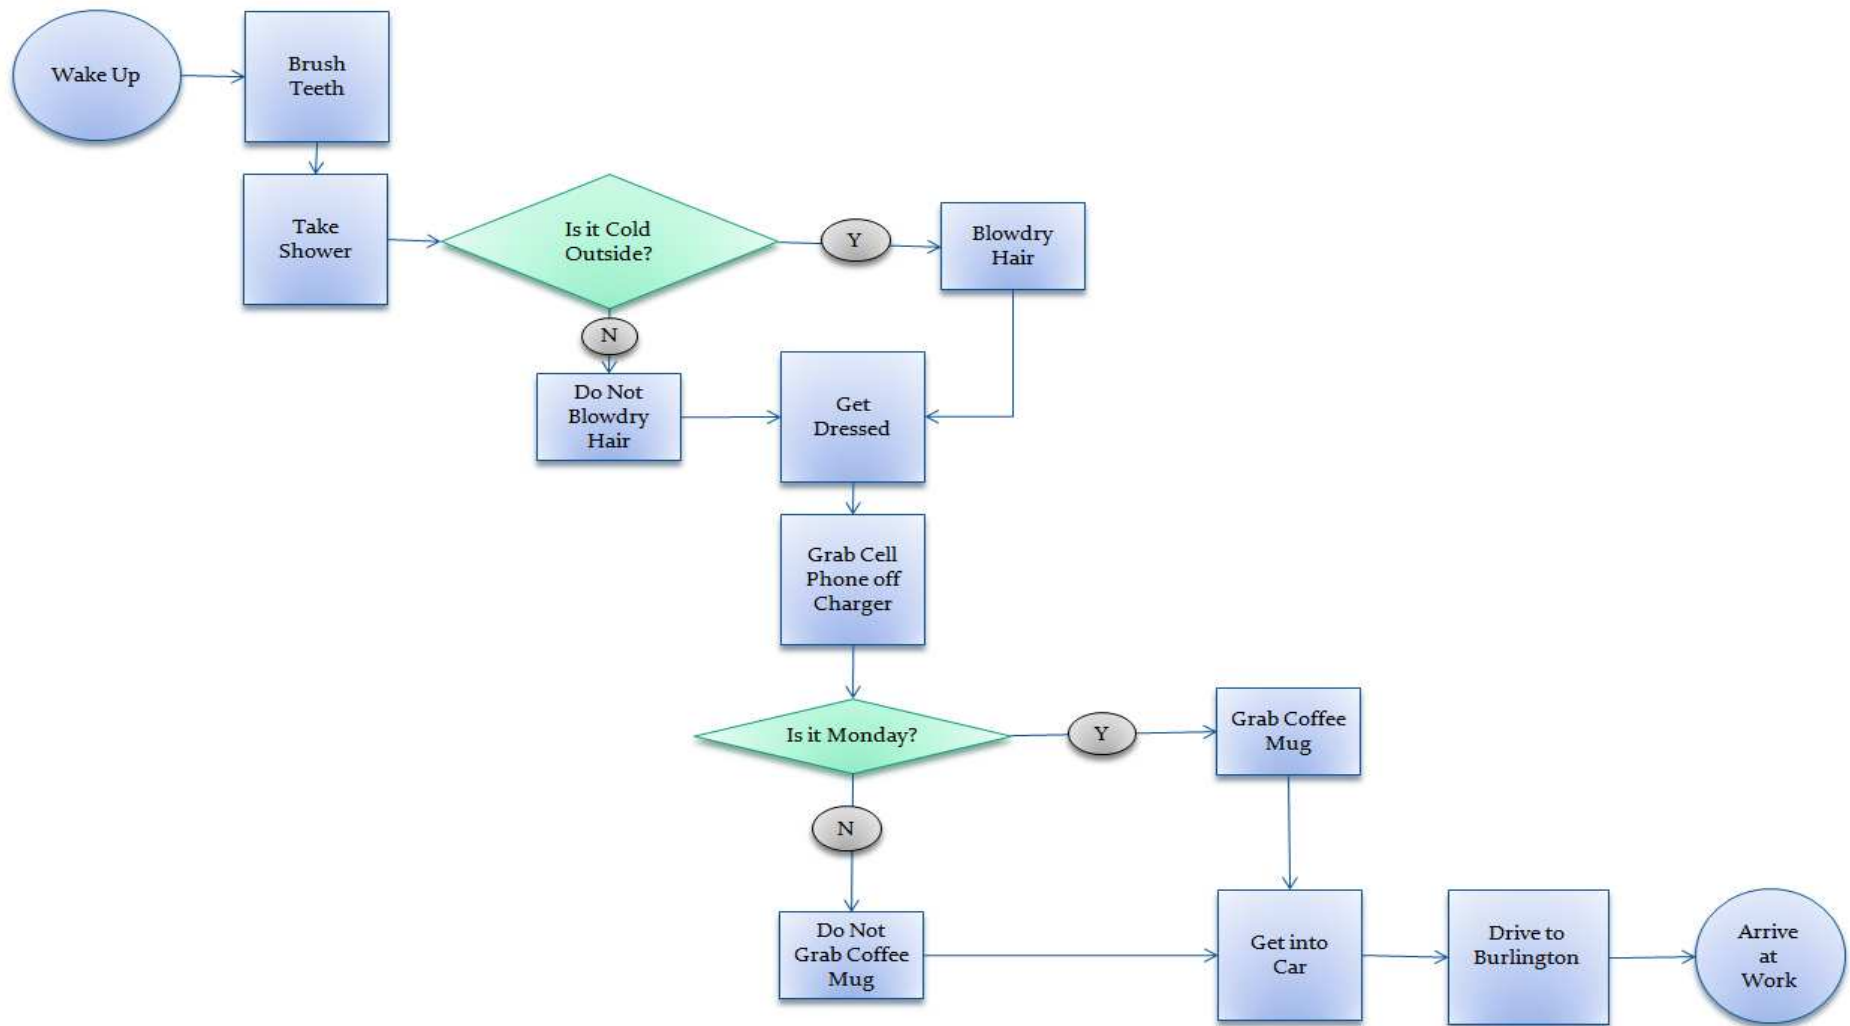 Wake Up
Brush
Teeth
Take
Shower
Is it Cold
Outside?
Y
Blowdry
Hair
N
Do Not
Blowdry
Hair
Get
Dressed
Grab Cell
Phone off
Charger
Is it Monday?
Y
Grab Coffee
Mug
N
Do Not
Grab Coffee
Mug
Get into
Car
Drive to
Burlington
Arrive
at
Work